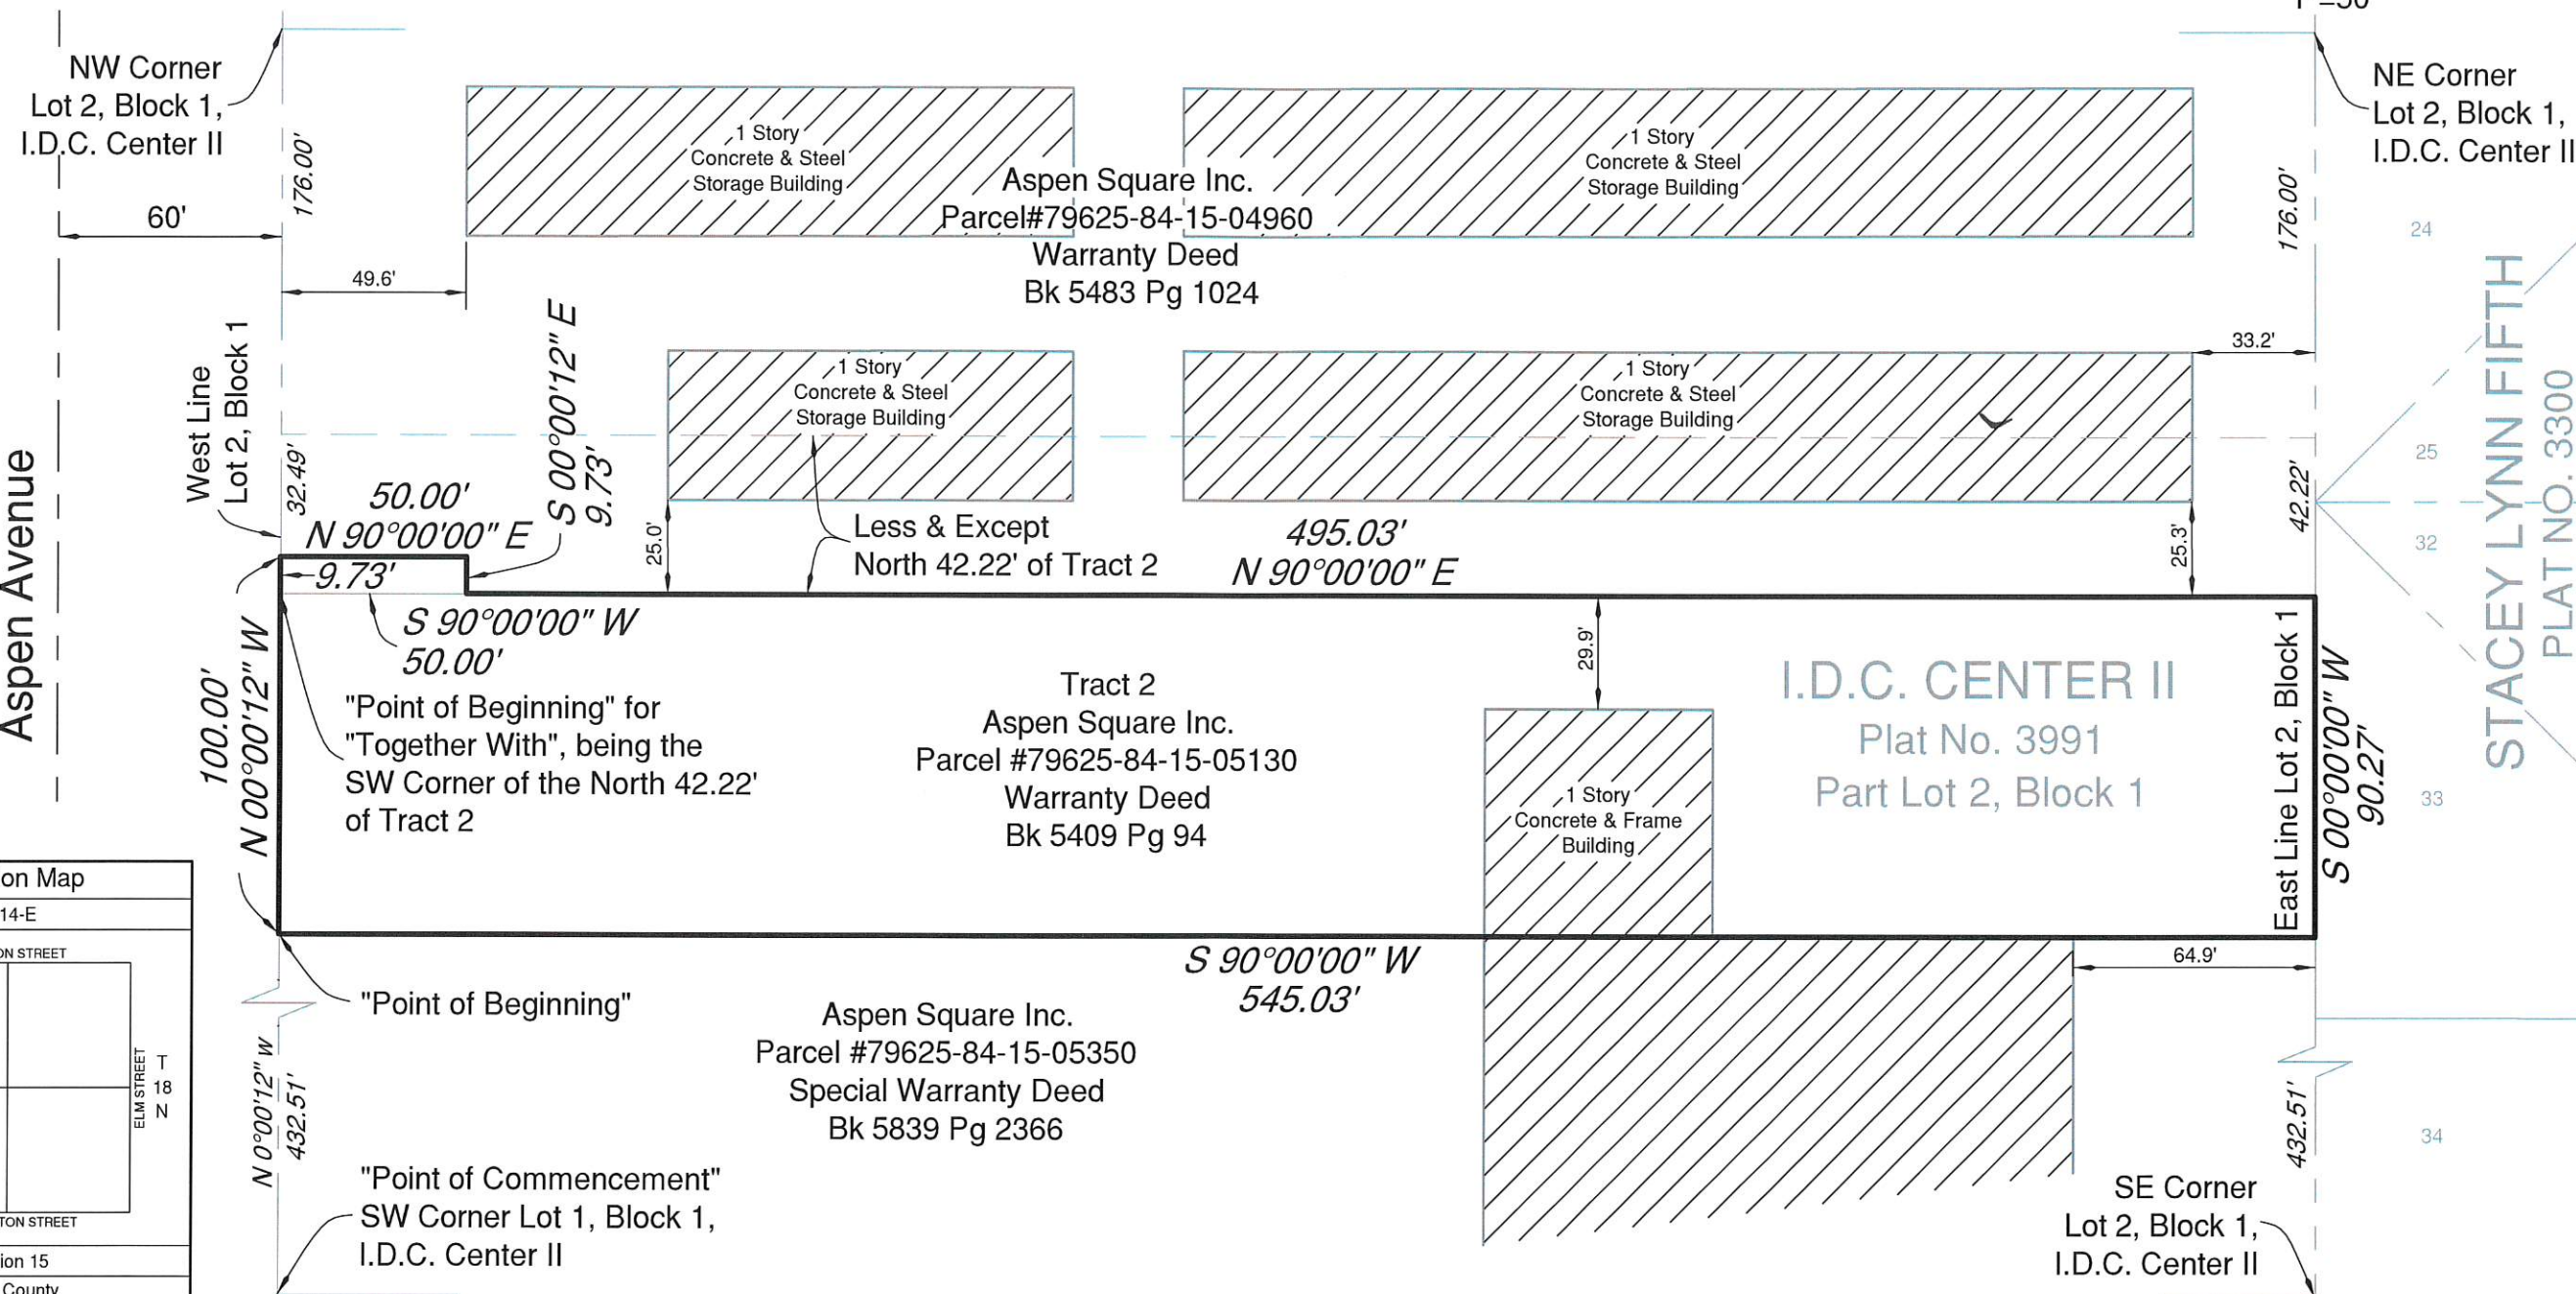 NW Corner
Lot 2, Block 1,
I.D.C. Center II
60'
176.00'
49.6'
1 Story
Concrete & Steel
Storage Building
1 Story
Concrete & Steel
Storage Building
Aspen Square Inc.
Parcel#79625-84-15-04960
Warranty Deed
Bk 5483 Pg 1024
NE Corner
Lot 2, Block 1,
I.D.C. Center II
176.00'
24
33.2'
STACEY LYNN FIFTH
PLAT NO. 3300
Aspen Avenue
West Line
Lot 2, Block 1
32.49'
50.00'
N 90°00'00" E
S 00°00'12" E
9.73'
1 Story
Concrete & Steel
Storage Building
1 Story
Concrete & Steel
Storage Building
25.0'
Less & Except
North 42.22' of Tract 2
495.03'
N 90°00'00" E
25.3'
42.22'
25
32
9.73'
S 90°00'00" W
50.00'
100.00'
N 00°00'12" W
"Point of Beginning" for
"Together With", being the
SW Corner of the North 42.22'
of Tract 2
Tract 2
Aspen Square Inc.
Parcel #79625-84-15-05130
Warranty Deed
Bk 5409 Pg 94
29.9'
1 Story
Concrete & Frame
Building
I.D.C. CENTER II
Plat No. 3991
Part Lot 2, Block 1
East Line Lot 2, Block 1
S 00°00'00" W
90.27'
33
on Map
14-E
ON STREET
ELM STREET
T
18
N
TON STREET
ion 15
County
"Point of Beginning"
S 90°00'00" W
545.03'
64.9'
N 0°00'12" W
432.51'
Aspen Square Inc.
Parcel #79625-84-15-05350
Special Warranty Deed
Bk 5839 Pg 2366
432.51'
34
"Point of Commencement"
SW Corner Lot 1, Block 1,
I.D.C. Center II
SE Corner
Lot 2, Block 1,
I.D.C. Center II